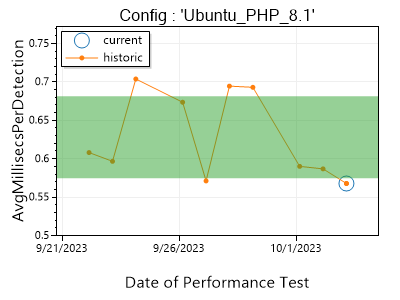 Config : 'Ubuntu_PHP_8.1'
current
historic
AvgMillisecsPerDetection
0.75
0.7
0.65
0.6
0.55
0.5
9/21/2023
9/26/2023
10/1/2023
Date of Performance Test